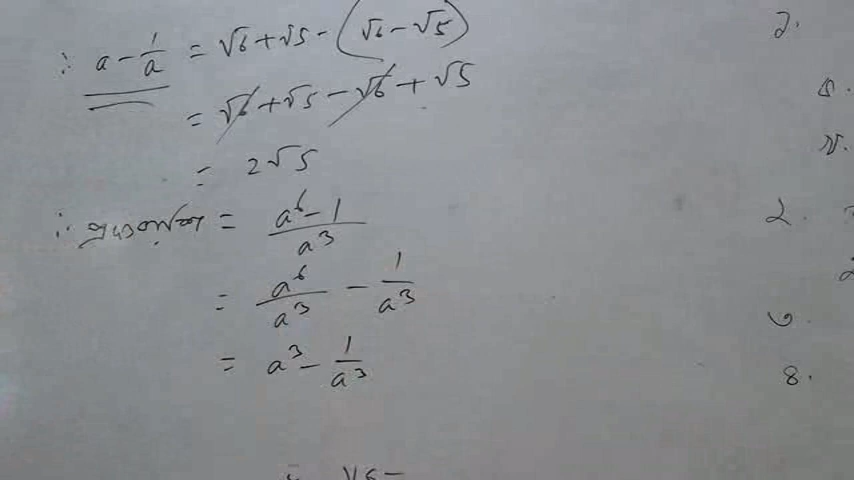 ∴ a - 1/a = √6 + √5 - (√6 - √5)
= √6 + √5 - √6 + √5
= 2√5
∴ প্রদত্ত রাশি = (a⁶ - 1)/a³
= a⁶/a³ - 1/a³
= a³ - 1/a³
২.
৩.
৪.